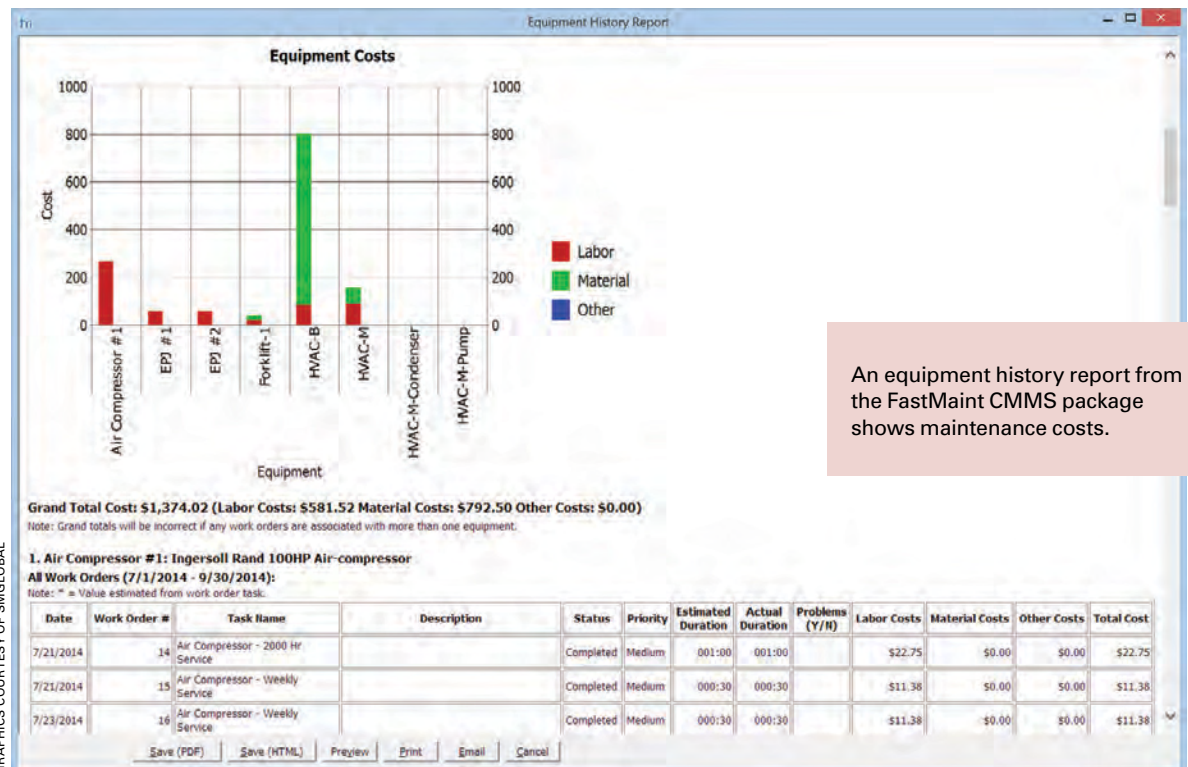 Equipment History Report
Equipment Costs
1000
1000
800
800
600
600
400
400
200
200
0
0
Cost
Labor
Material
Other
Air Compressor #1
EPJ #1
EPJ #2
Forklift-1
HVAC-B
HVAC-M
HVAC-M-Condenser
HVAC-M-Pump
Equipment
An equipment history report from
the FastMaint CMMS package
shows maintenance costs.
Grand Total Cost: $1,374.02 (Labor Costs: $581.52 Material Costs: $792.50 Other Costs: $0.00)
Note: Grand totals will be incorrect if any work orders are associated with more than one equipment.
1. Air Compressor #1: Ingersoll Rand 100HP Air-compressor
All Work Orders (7/1/2014 - 9/30/2014):
Note: * = Value estimated from work order task.
Date Work Order # Task Name Description Status Priority Estimated Duration Actual Duration Problems (Y/N) Labor Costs Material Costs Other Costs Total Cost
7/21/2014 14 Air Compressor - 2000 Hr Service Completed Medium 001:00 001:00 $22.75 $0.00 $0.00 $22.75
7/21/2014 15 Air Compressor - Weekly Service Completed Medium 000:30 000:30 $11.38 $0.00 $0.00 $11.38
7/23/2014 16 Air Compressor - Weekly Service Completed Medium 000:30 000:30 $11.38 $0.00 $0.00 $11.38
Save (PDF) Save (HTML) Preview Print Email Cancel
COURTESY OF SMGLOBAL